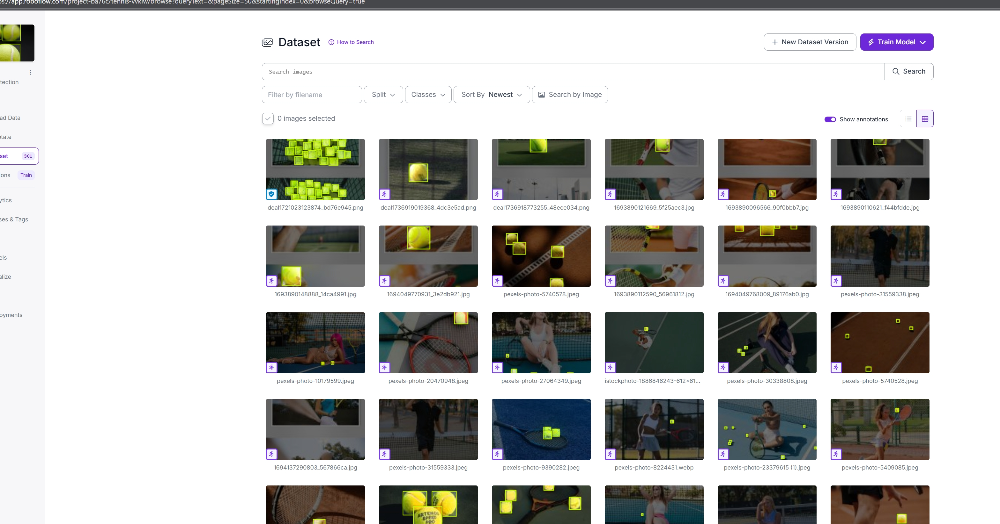 app.roboflow.com/project-ba76c/tennis-vvkiw/browse?queryText=&pageSize=50&startingIndex=0&browseQuery=true
Dataset
How to Search
New Dataset Version
Train Model
Search images
Search
Filter by filename
Split
Classes
Sort By Newest
Search by Image
0 images selected
Show annotations
tection
ad Data
otate
set 301
ions Train
ytics
ses & Tags
els
alize
oyments
deal1721023123874_bd76e945.png
deal1736919019368_4dc3e5ad.png
deal1736918773255_48ece034.png
1693890121669_5f25aec3.jpg
1693890096566_90f0bbb7.jpg
1693890110621_f44bfdde.jpg
1693890148888_14ca4991.jpg
1694049770931_3e2db921.jpg
pexels-photo-5740578.jpeg
1693890112590_56961812.jpg
1694049768009_89176ab0.jpg
pexels-photo-31559338.jpeg
pexels-photo-10179599.jpeg
pexels-photo-20470948.jpeg
pexels-photo-27064349.jpeg
istockphoto-1886846243-612x61...
pexels-photo-30338808.jpeg
pexels-photo-5740528.jpeg
1694137290803_567866ca.jpg
pexels-photo-31559333.jpeg
pexels-photo-9390282.jpeg
pexels-photo-8224431.webp
pexels-photo-23379615 (1).jpeg
pexels-photo-5409085.jpeg
ARTENGO
SPEED
PRO